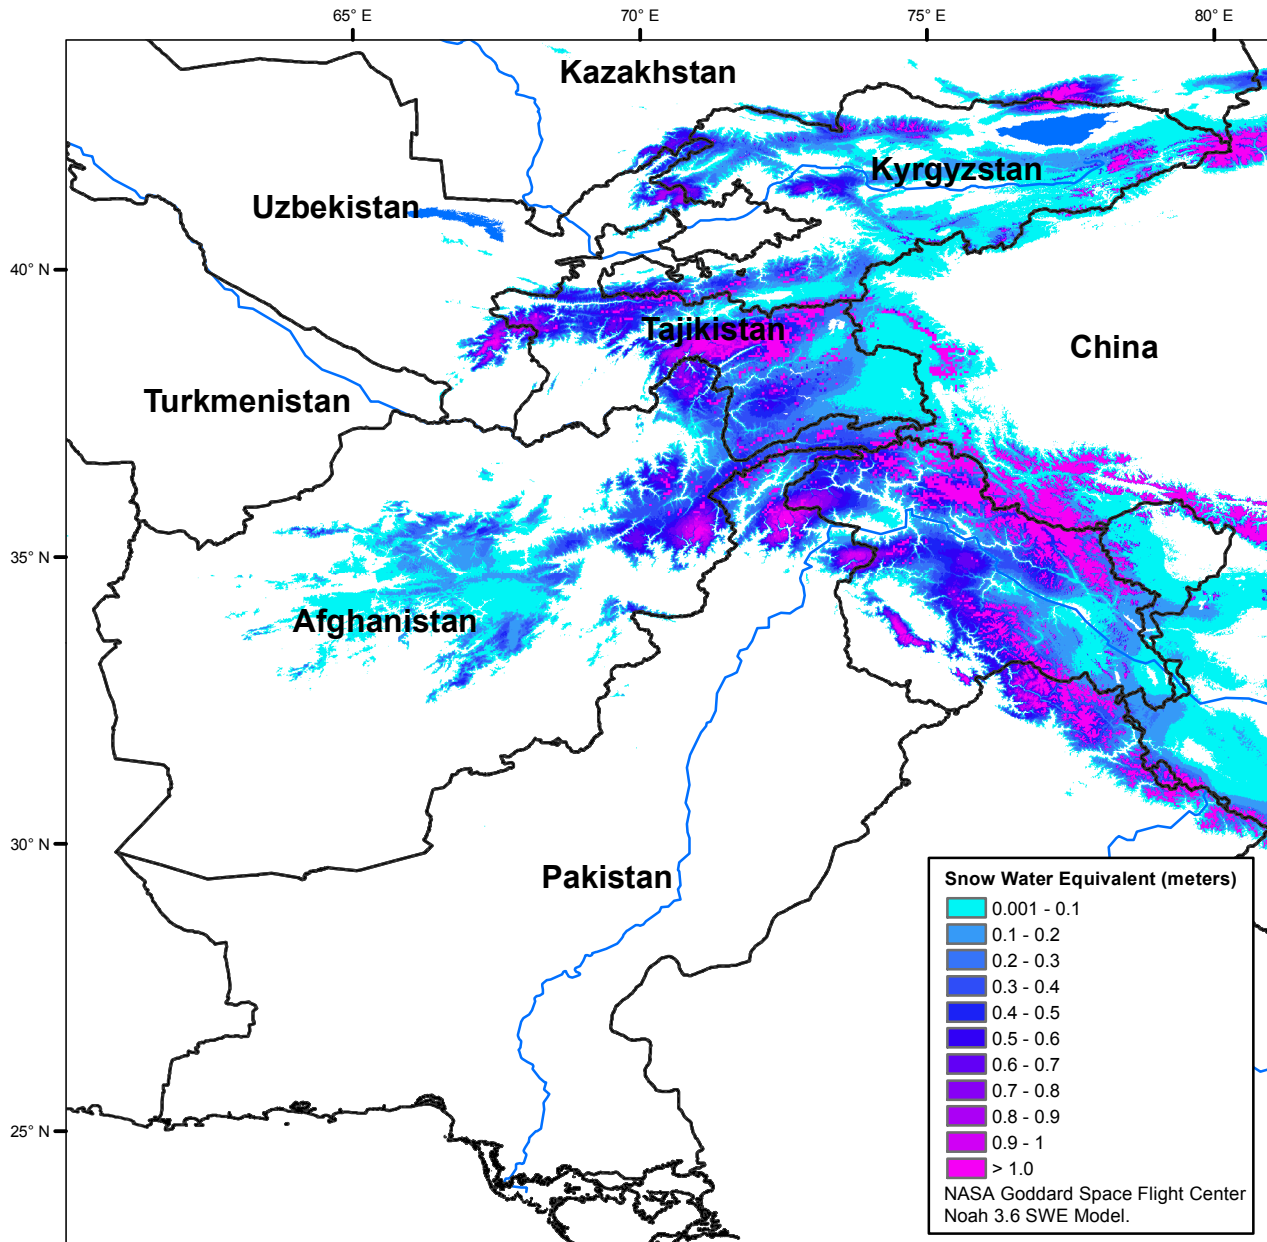 65° E
70° E
75° E
80° E
Kazakhstan
Kyrgyzstan
Uzbekistan
40° N
Tajikistan
China
Turkmenistan
35° N
Afghanistan
30° N
Pakistan
25° N
Snow Water Equivalent (meters)
0.001 - 0.1
0.1 - 0.2
0.2 - 0.3
0.3 - 0.4
0.4 - 0.5
0.5 - 0.6
0.6 - 0.7
0.7 - 0.8
0.8 - 0.9
0.9 - 1
> 1.0
NASA Goddard Space Flight Center
Noah 3.6 SWE Model.